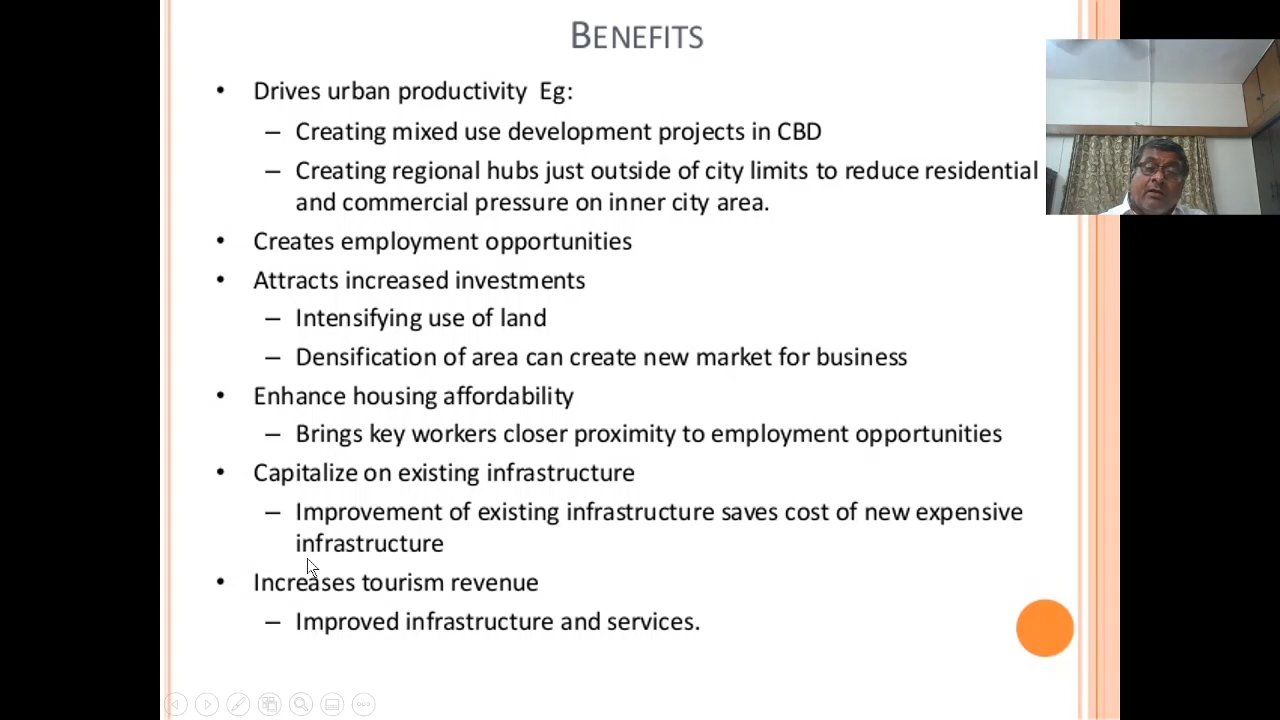 BENEFITS
• Drives urban productivity Eg:
– Creating mixed use development projects in CBD
– Creating regional hubs just outside of city limits to reduce residential
and commercial pressure on inner city area.
• Creates employment opportunities
• Attracts increased investments
– Intensifying use of land
– Densification of area can create new market for business
• Enhance housing affordability
– Brings key workers closer proximity to employment opportunities
• Capitalize on existing infrastructure
– Improvement of existing infrastructure saves cost of new expensive
infrastructure
• Increases tourism revenue
– Improved infrastructure and services.